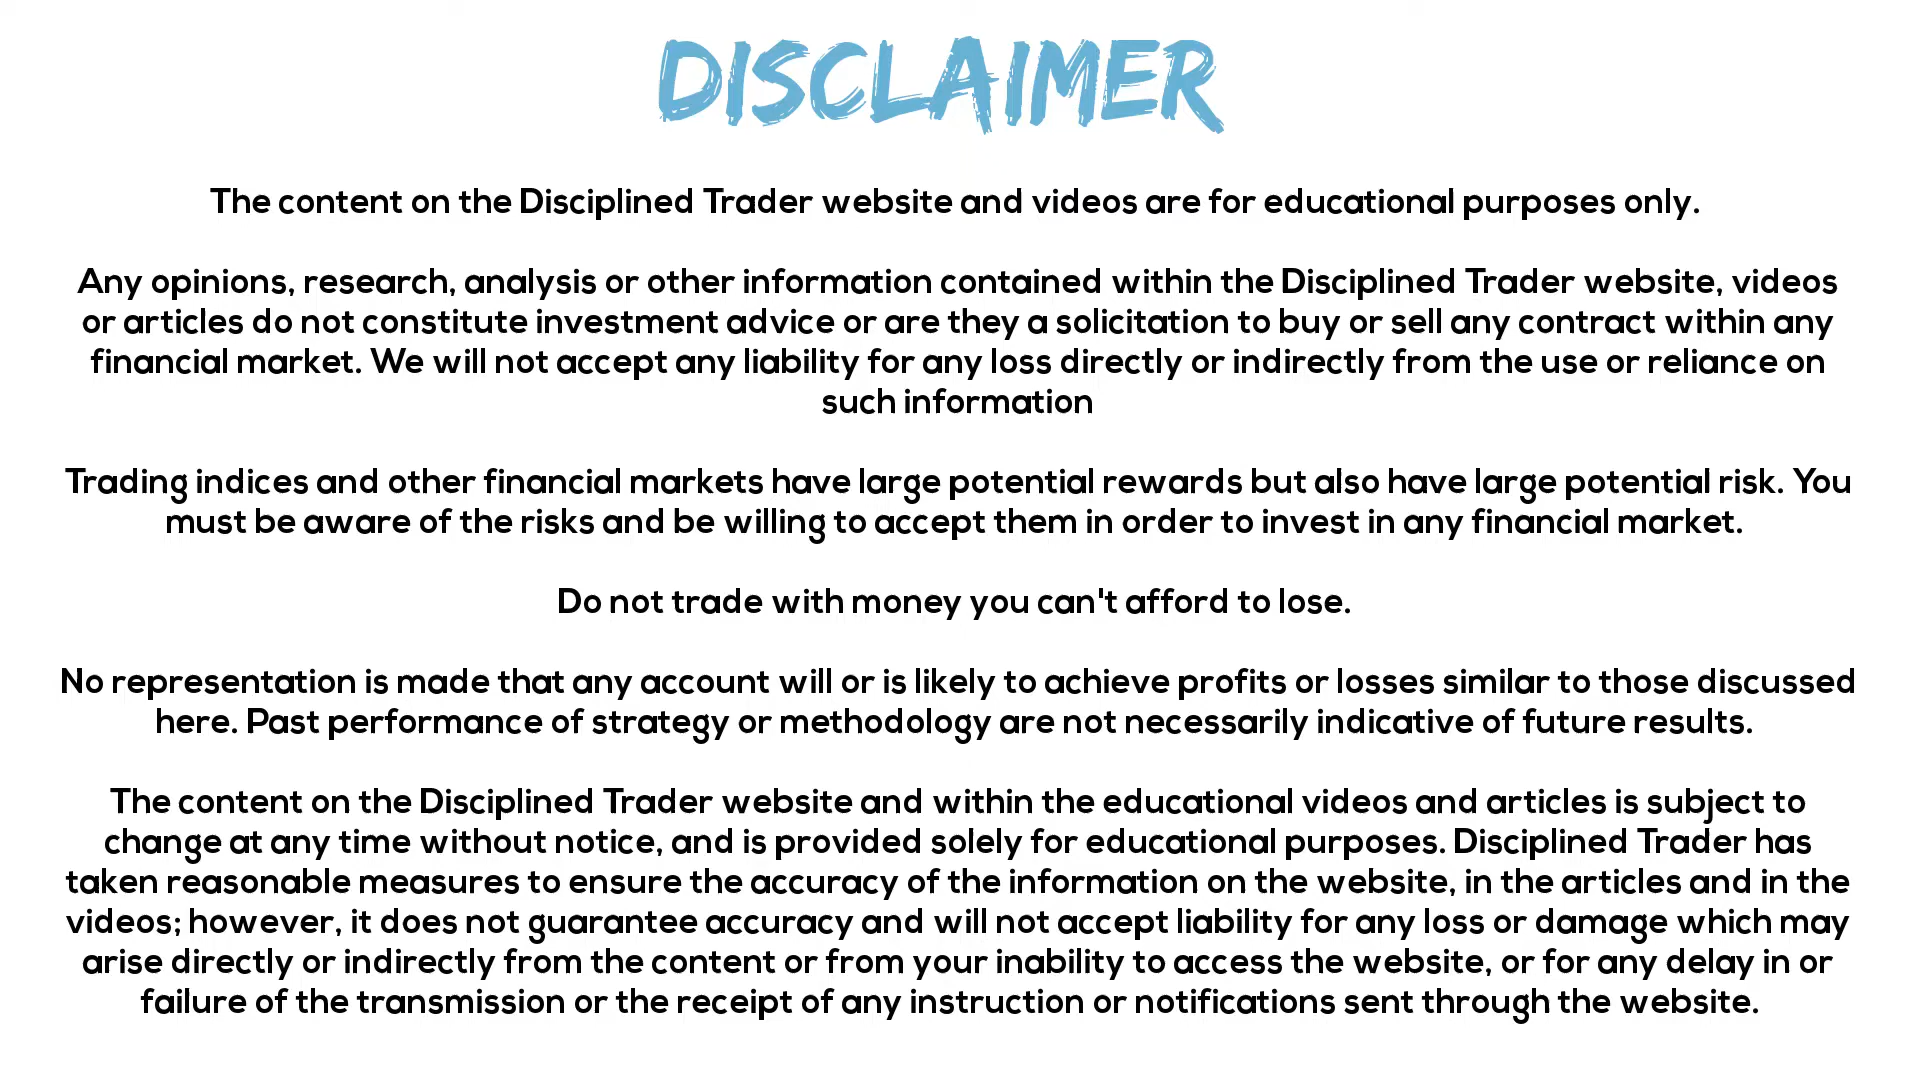 DISCLAIMER
The content on the Disciplined Trader website and videos are for educational purposes only.
Any opinions, research, analysis or other information contained within the Disciplined Trader website, videos
or articles do not constitute investment advice or are they a solicitation to buy or sell any contract within any
financial market. We will not accept any liability for any loss directly or indirectly from the use or reliance on
such information
Trading indices and other financial markets have large potential rewards but also have large potential risk. You
must be aware of the risks and be willing to accept them in order to invest in any financial market.
Do not trade with money you can't afford to lose.
No representation is made that any account will or is likely to achieve profits or losses similar to those discussed
here. Past performance of strategy or methodology are not necessarily indicative of future results.
The content on the Disciplined Trader website and within the educational videos and articles is subject to
change at any time without notice, and is provided solely for educational purposes. Disciplined Trader has
taken reasonable measures to ensure the accuracy of the information on the website, in the articles and in the
videos; however, it does not guarantee accuracy and will not accept liability for any loss or damage which may
arise directly or indirectly from the content or from your inability to access the website, or for any delay in or
failure of the transmission or the receipt of any instruction or notifications sent through the website.